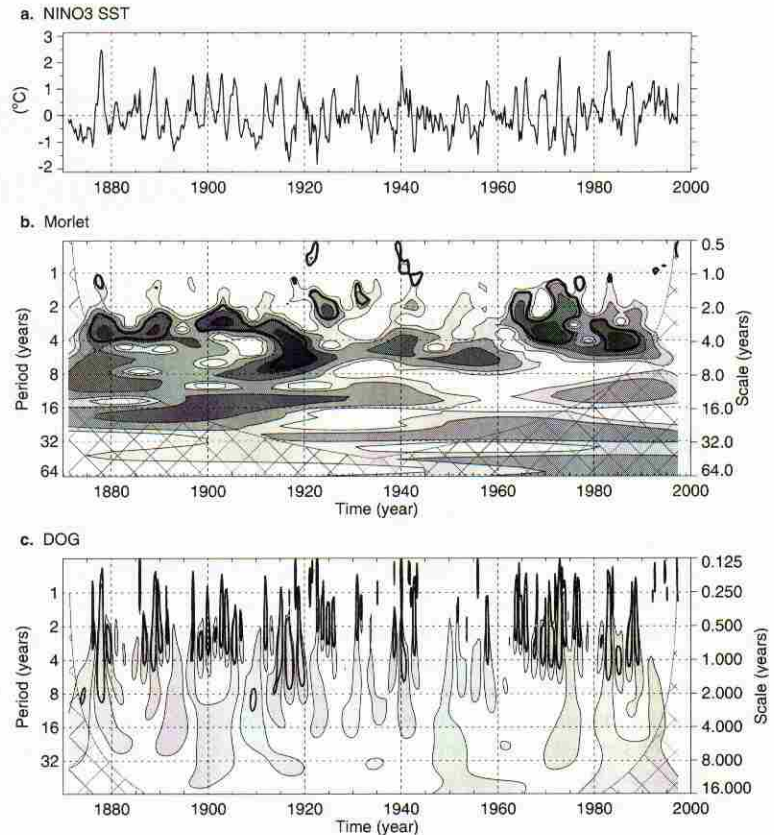 a. NINO3 SST
3
2
1
0
-1
-2
(°C)
1880 1900 1920 1940 1960 1980 2000
b. Morlet
1
2
4
8
16
32
64
Period (years)
0.5
1.0
2.0
4.0
8.0
16.0
32.0
64.0
Scale (years)
1880 1900 1920 1940 1960 1980 2000
Time (year)
c. DOG
1
2
4
8
16
32
Period (years)
0.125
0.250
0.500
1.000
2.000
4.000
8.000
16.000
Scale (years)
1880 1900 1920 1940 1960 1980 2000
Time (year)